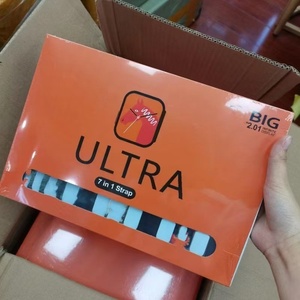 BIG
2.01
ULTRA
7 in 1 Strap